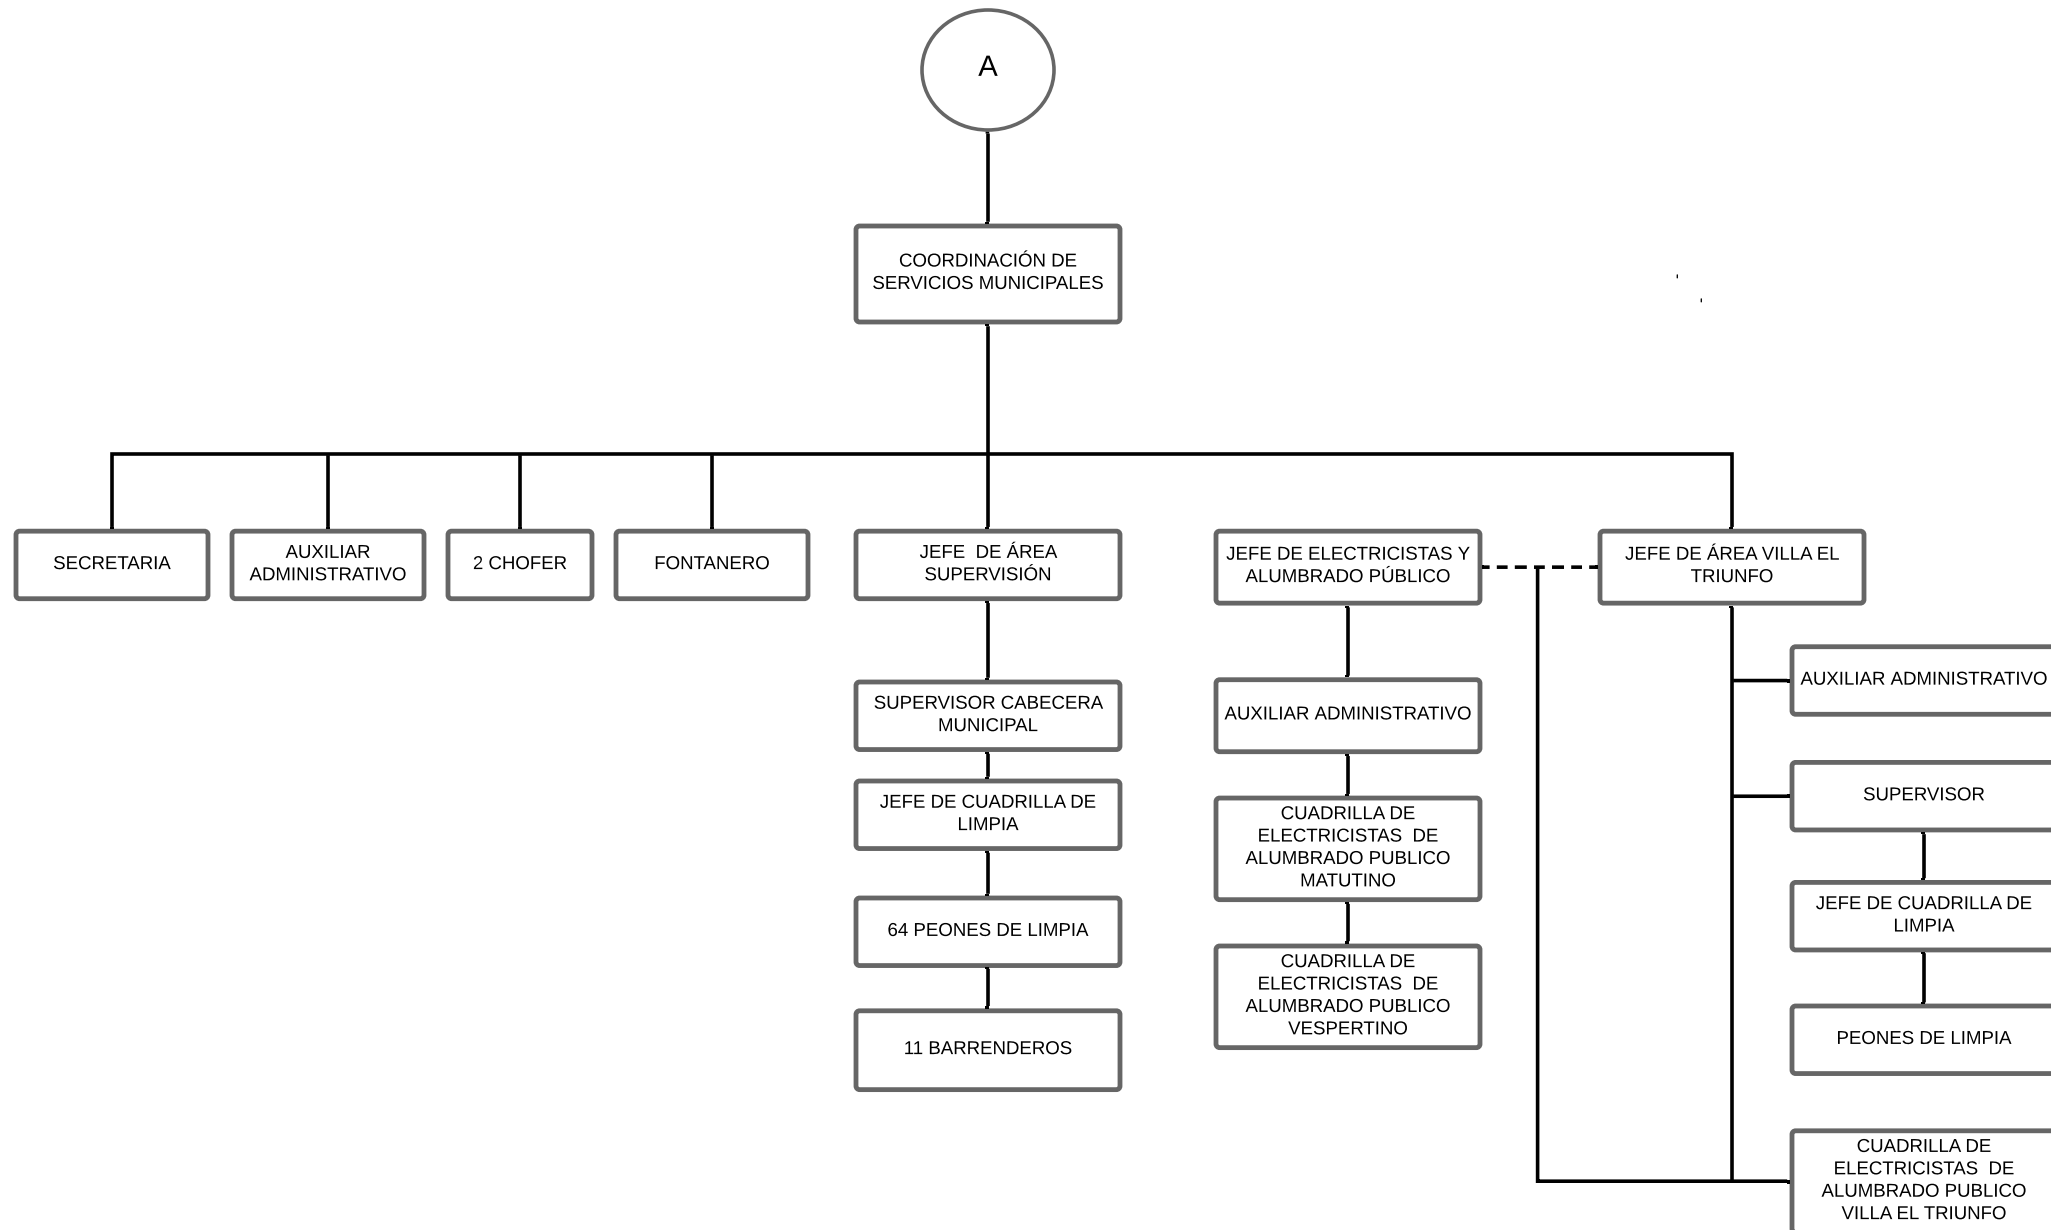 A
COORDINACIÓN DE
SERVICIOS MUNICIPALES
SECRETARIA
AUXILIAR
ADMINISTRATIVO
2 CHOFER
FONTANERO
JEFE DE ÁREA
SUPERVISIÓN
JEFE DE ELECTRICISTAS Y
ALUMBRADO PÚBLICO
JEFE DE ÁREA VILLA EL
TRIUNFO
SUPERVISOR CABECERA
MUNICIPAL
JEFE DE CUADRILLA DE
LIMPIA
64 PEONES DE LIMPIA
11 BARRENDEROS
AUXILIAR ADMINISTRATIVO
CUADRILLA DE
ELECTRICISTAS DE
ALUMBRADO PUBLICO
MATUTINO
CUADRILLA DE
ELECTRICISTAS DE
ALUMBRADO PUBLICO
VESPERTINO
AUXILIAR ADMINISTRATIVO
SUPERVISOR
JEFE DE CUADRILLA DE
LIMPIA
PEONES DE LIMPIA
CUADRILLA DE
ELECTRICISTAS DE
ALUMBRADO PUBLICO
VILLA EL TRIUNFO